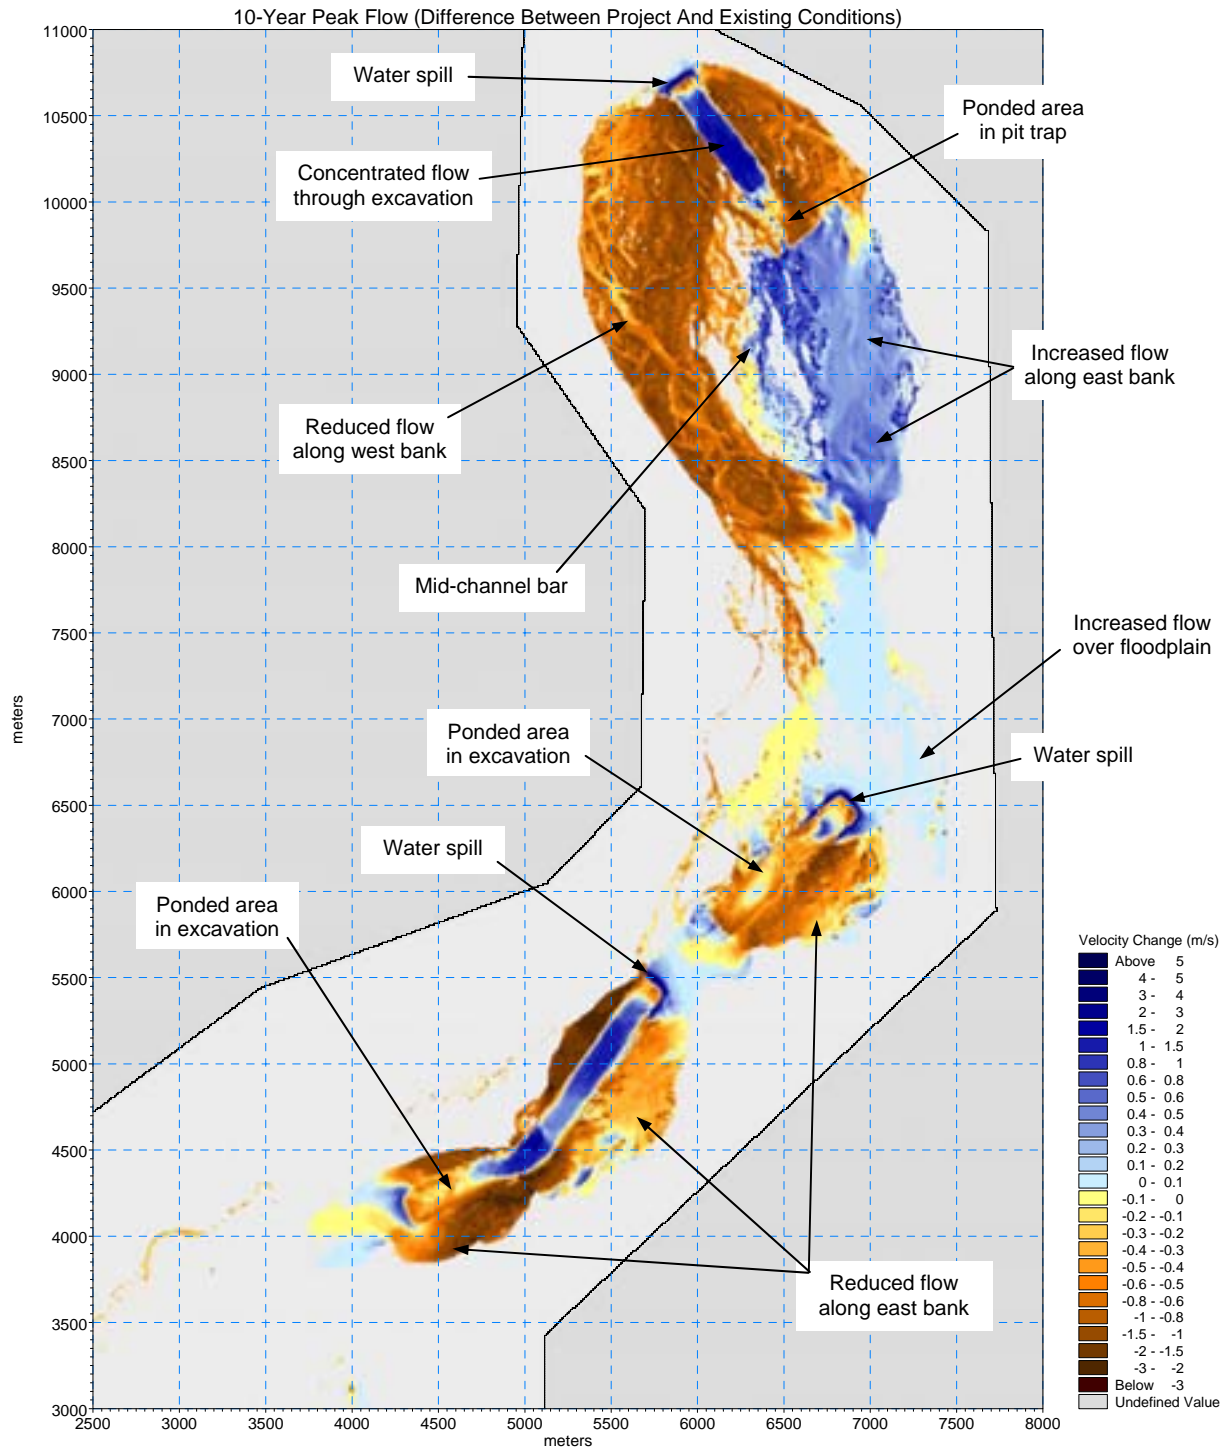 10-Year Peak Flow (Difference Between Project And Existing Conditions)
11000
10500
10000
9500
9000
8500
8000
7500
7000
6500
6000
5500
5000
4500
4000
3500
3000
meters
2500
3000
3500
4000
4500
5000
5500
6000
6500
7000
7500
8000
meters
Water spill
Ponded area
in pit trap
Concentrated flow
through excavation
Increased flow
along east bank
Reduced flow
along west bank
Mid-channel bar
Increased flow
over floodplain
Ponded area
in excavation
Water spill
Water spill
Ponded area
in excavation
Reduced flow
along east bank
Velocity Change (m/s)
Above 5
4 - 5
3 - 4
2 - 3
1.5 - 2
1 - 1.5
0.8 - 1
0.6 - 0.8
0.5 - 0.6
0.4 - 0.5
0.3 - 0.4
0.2 - 0.3
0.1 - 0.2
0 - 0.1
-0.1 - 0
-0.2 - -0.1
-0.3 - -0.2
-0.4 - -0.3
-0.5 - -0.4
-0.6 - -0.5
-0.8 - -0.6
-1 - -0.8
-1.5 - -1
-2 - -1.5
-3 - -2
Below -3
Undefined Value